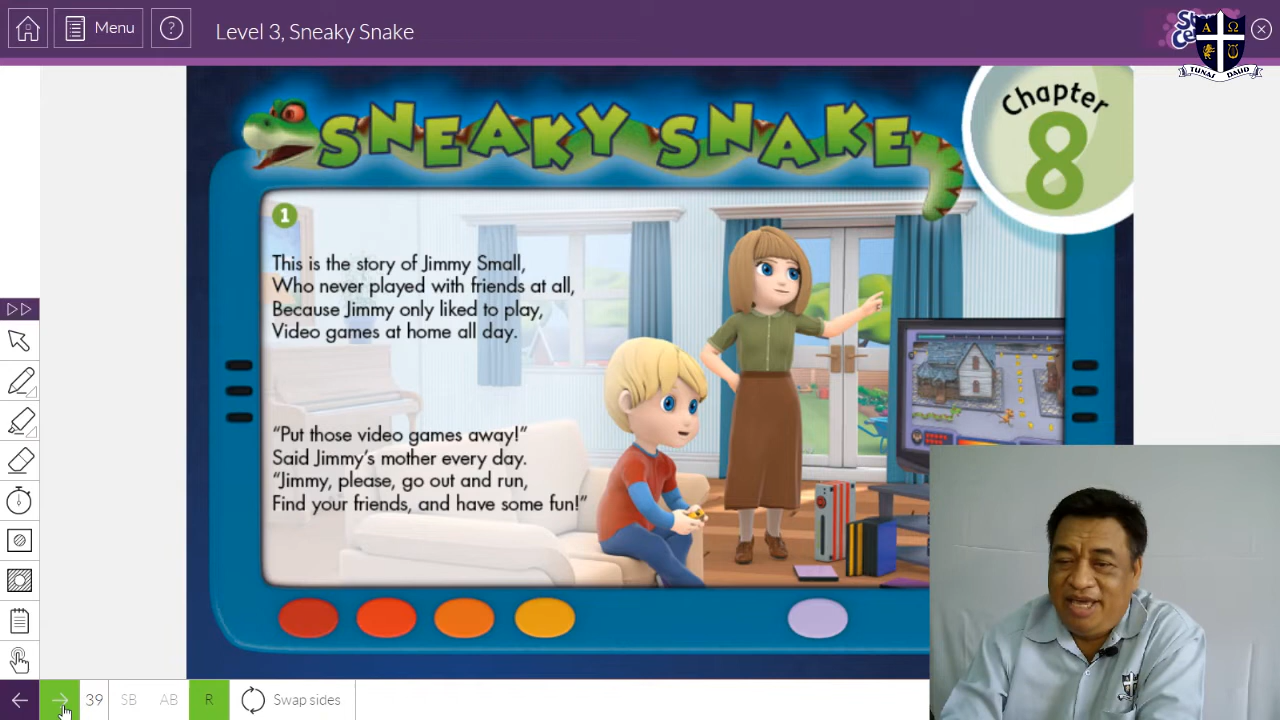 Menu
?
Level 3, Sneaky Snake
A Ω
TUNAI DAUD
SNEAKY SNAKE
Chapter
8
1
This is the story of Jimmy Small,
Who never played with friends at all,
Because Jimmy only liked to play,
Video games at home all day.
"Put those video games away!"
Said Jimmy's mother every day.
"Jimmy, please, go out and run,
Find your friends, and have some fun!"
39
SB
AB
R
Swap sides